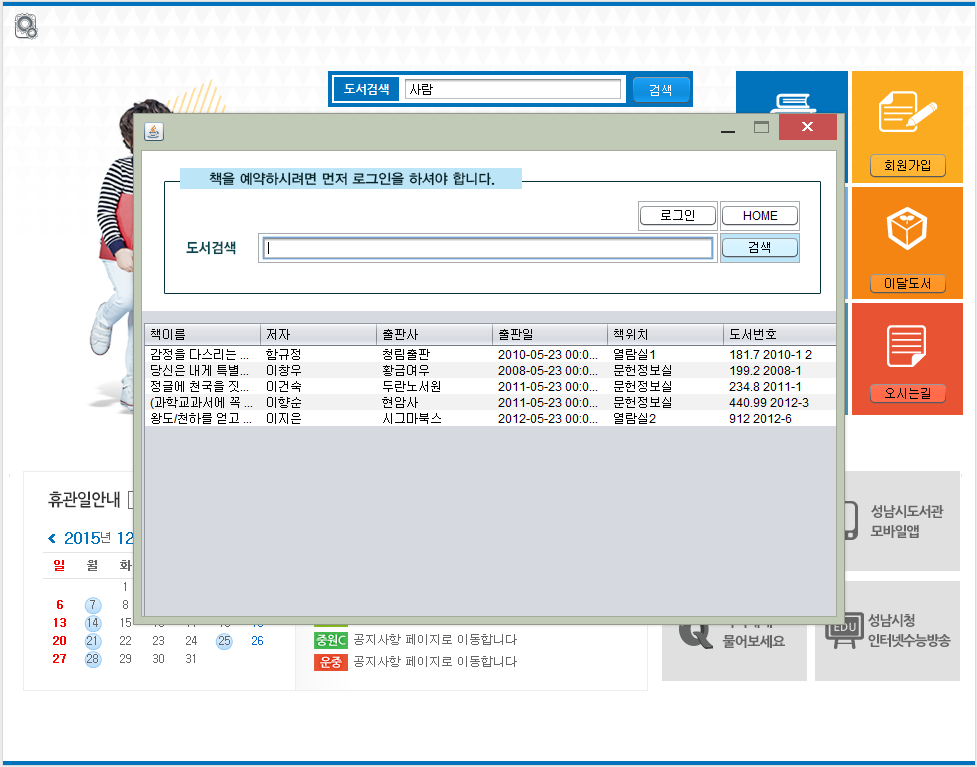 도서검색 사람 검색
회원가입
이달도서
오시는길
책을 예약하시려면 먼저 로그인을 하셔야 합니다.
로그인 HOME
도서검색 검색
책이름 저자 출판사 출판일 책위치 도서번호
감정을 다스리는 ... 함규정 청림출판 2010-05-23 00:0... 열람실1 181.7 2010-1 2
당신은 내게 특별... 이창우 황금여우 2008-05-23 00:0... 문헌정보실 199.2 2008-1
정글에 천국을 짓... 이건숙 두란노서원 2011-05-23 00:0... 문헌정보실 234.8 2011-1
(과학교과서에 꼭 ... 이향순 현암사 2011-05-23 00:0... 문헌정보실 440.99 2012-3
왕도/천하를 얻고 ... 이지은 시그마북스 2012-05-23 00:0... 열람실2 912 2012-6
휴관일안내
2015년 12
일 월 화
1
6 7 8
13 14 15
20 21 22 23 24 25 26
27 28 29 30 31
중원C 공지사항 페이지로 이동합니다
운중 공지사항 페이지로 이동합니다
성남시도서관
모바일앱
물어보세요
EDU
성남시청
인터넷수능방송